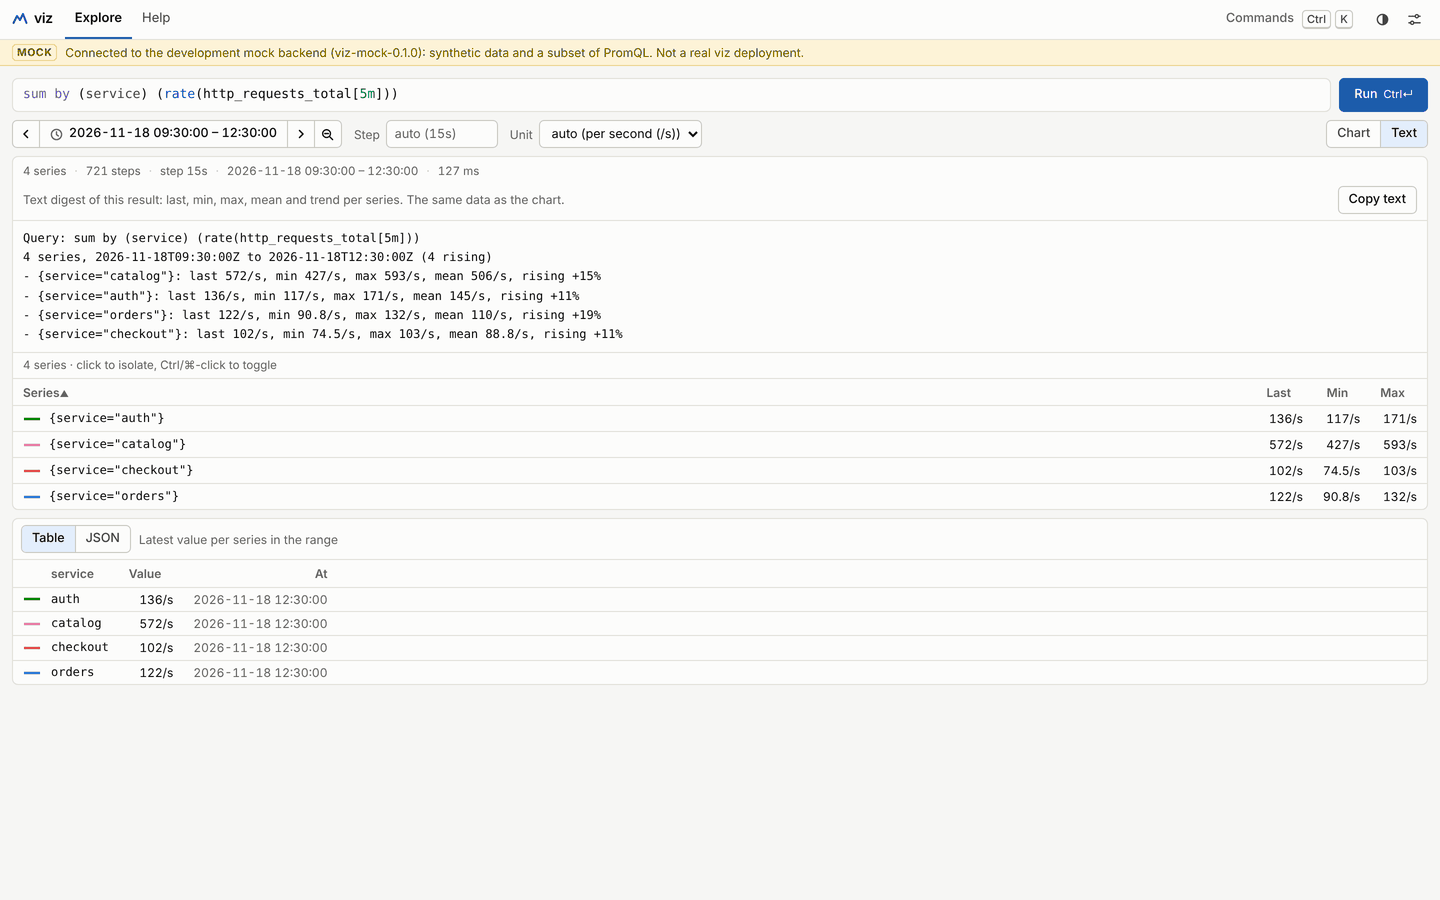 viz Explore Help Commands Ctrl K
MOCK Connected to the development mock backend (viz-mock-0.1.0): synthetic data and a subset of PromQL. Not a real viz deployment.
sum by (service) (rate(http_requests_total[5m]))
Run Ctrl↵
2026-11-18 09:30:00 – 12:30:00 Step auto (15s) Unit auto (per second (/s)) Chart Text
4 series · 721 steps · step 15s · 2026-11-18 09:30:00 – 12:30:00 · 127 ms
Text digest of this result: last, min, max, mean and trend per series. The same data as the chart.
Copy text
Query: sum by (service) (rate(http_requests_total[5m]))
4 series, 2026-11-18T09:30:00Z to 2026-11-18T12:30:00Z (4 rising)
- {service="catalog"}: last 572/s, min 427/s, max 593/s, mean 506/s, rising +15%
- {service="auth"}: last 136/s, min 117/s, max 171/s, mean 145/s, rising +11%
- {service="orders"}: last 122/s, min 90.8/s, max 132/s, mean 110/s, rising +19%
- {service="checkout"}: last 102/s, min 74.5/s, max 103/s, mean 88.8/s, rising +11%
4 series · click to isolate, Ctrl/⌘-click to toggle
Series▲ Last Min Max
{service="auth"} 136/s 117/s 171/s
{service="catalog"} 572/s 427/s 593/s
{service="checkout"} 102/s 74.5/s 103/s
{service="orders"} 122/s 90.8/s 132/s
Table JSON Latest value per series in the range
service Value At
auth 136/s 2026-11-18 12:30:00
catalog 572/s 2026-11-18 12:30:00
checkout 102/s 2026-11-18 12:30:00
orders 122/s 2026-11-18 12:30:00